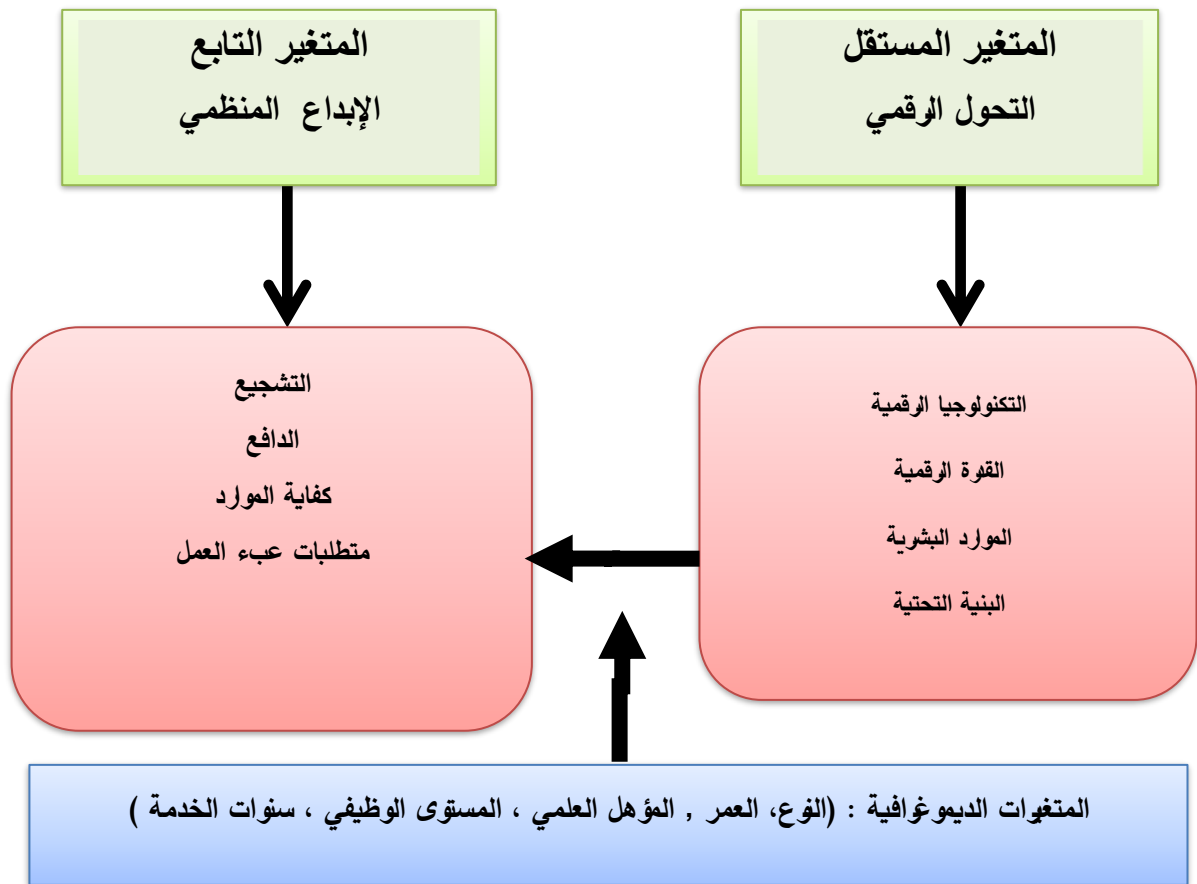 المتغير المستقل
التحول الرقمي
المتغير التابع
الإبداع المنظمي
التكنولوجيا الرقمية
القدرة الرقمية
الموارد البشرية
البنية التحتية
التشجيع
الدافع
كفاية الموارد
متطلبات عبء العمل
المتغيرات الديموغرافية : (النوع، العمر , المؤهل العلمي ، المستوى الوظيفي ، سنوات الخدمة )